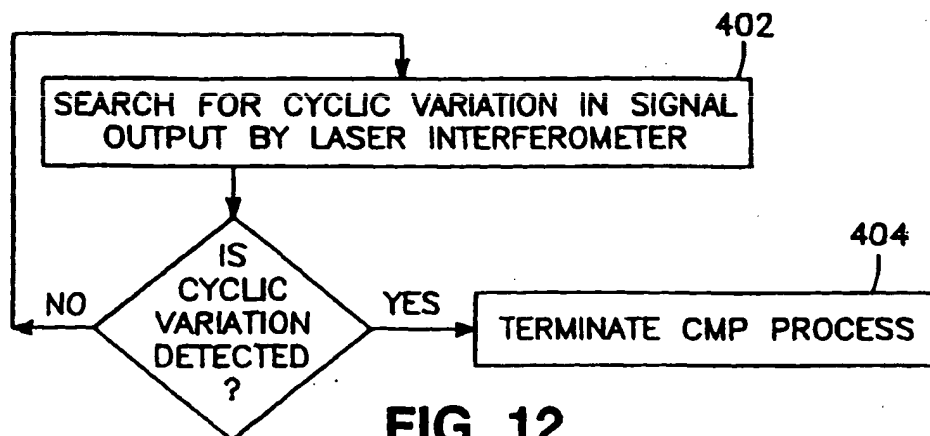 402
SEARCH FOR CYCLIC VARIATION IN SIGNAL
OUTPUT BY LASER INTERFEROMETER
IS
CYCLIC
VARIATION
DETECTED
?
NO
YES
404
TERMINATE CMP PROCESS
FIG. 12